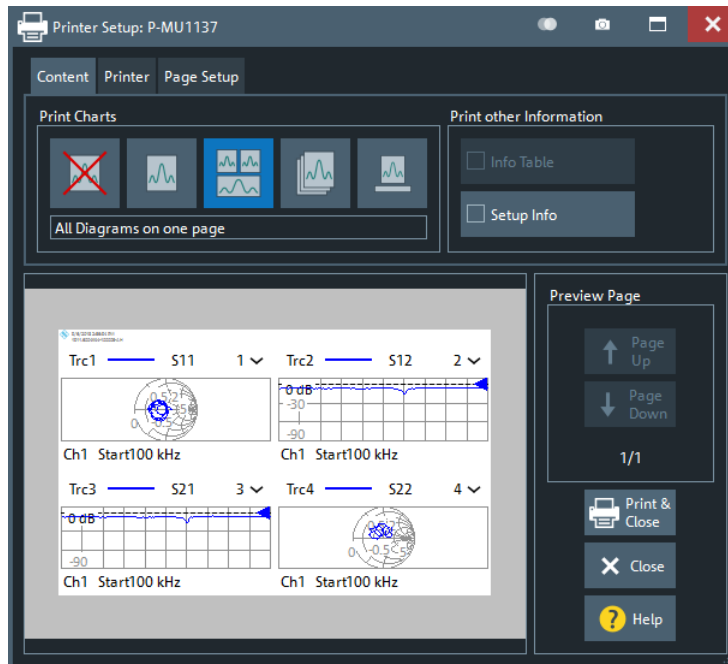 Printer Setup: P-MU1137
Content Printer Page Setup
Print Charts
All Diagrams on one page
Print other Information
Info Table
Setup Info
Trc1 S11 1
0
Ch1 Start100 kHz
Trc2 S12 2
0 dB
-30
-90
Ch1 Start100 kHz
Trc3 S21 3
0 dB
-90
Ch1 Start100 kHz
Trc4 S22 4
0
Ch1 Start100 kHz
Preview Page
Page Up
Page Down
1/1
Print &
Close
Close
Help